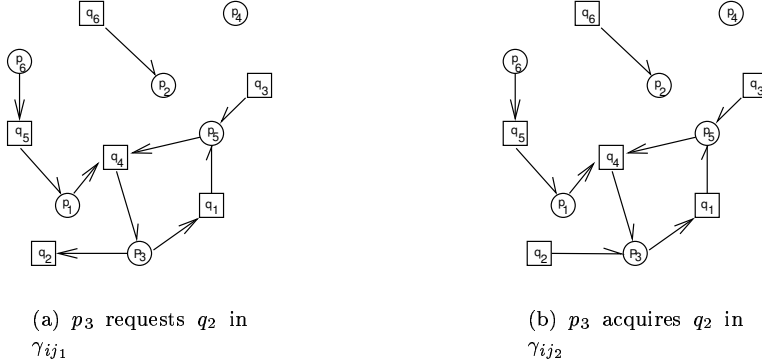 q6 p4
p6 p2 q3
q5 q4 p5
p1 q1
q2 p3
q6 p4
p6 p2 q3
q5 q4 p5
p1 q1
q2 p3
(a) p3 requests q2 in
γij1
(b) p3 acquires q2 in
γij2